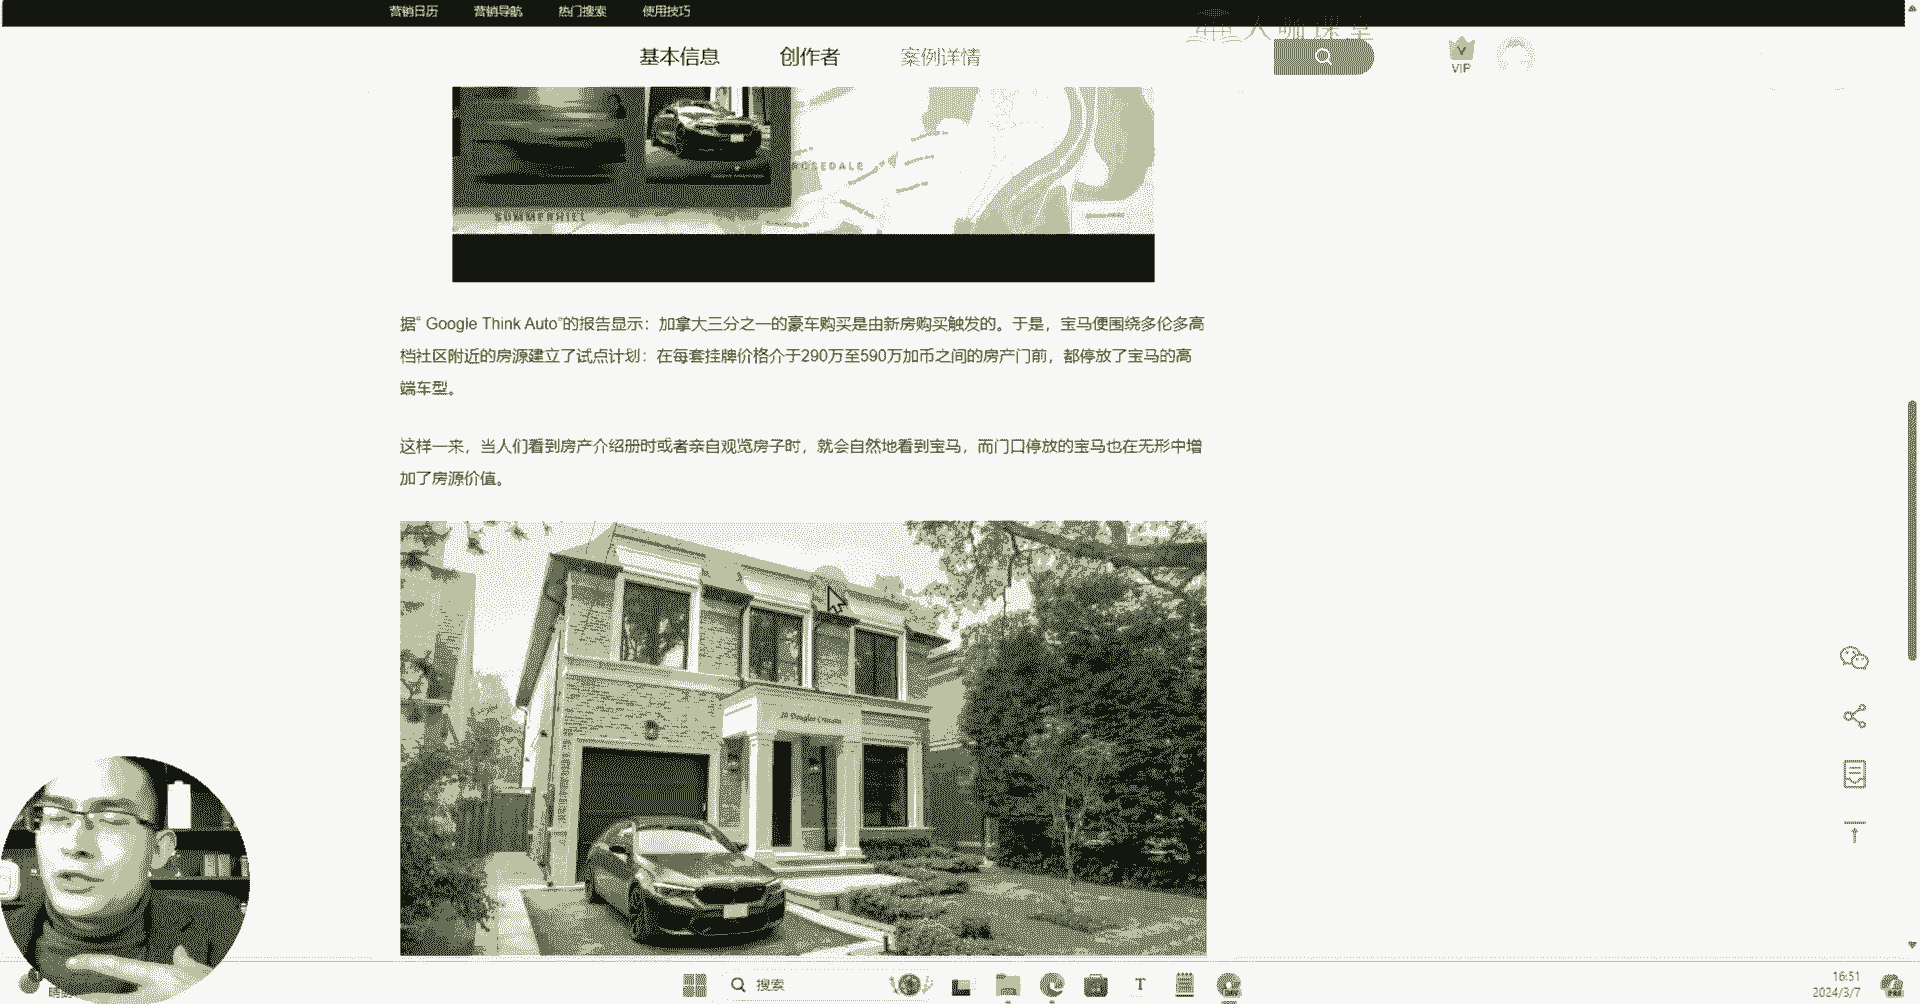 营销日历 营销导航 热门搜索 使用技巧
人咖课堂
基本信息 创作者 案例详情
VIP
ROSEDALE
SUMMERHILL
据“ Google Think Auto”的报告显示：加拿大三分之一的豪车购买是由新房购买触发的。于是，宝马便围绕多伦多高
档社区附近的房源建立了试点计划：在每套挂牌价格介于290万至590万加币之间的房产门前，都停放了宝马的高
端车型。
这样一来，当人们看到房产介绍册时或者亲自观览房子时，就会自然地看到宝马，而门口停放的宝马也在无形中增
加了房源价值。
20 Douglas Crescent
搜索
16:51
2024/3/7